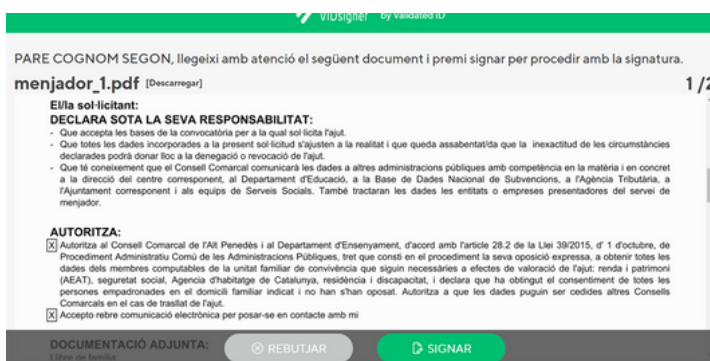 VIDsigner by Validated ID
PARE COGNOM SEGON, llegeixi amb atenció el següent document i premi signar per procedir amb la signatura.
menjador_1.pdf [Descarregar] 1/2
El/la sol·licitant:
DECLARA SOTA LA SEVA RESPONSABILITAT:
- Que accepta les bases de la convocatòria per a la qual sol·licita l'ajut.
- Que totes les dades incorporades a la present sol·licitud s'ajusten a la realitat i que queda assabentat/da que la inexactitud de les circumstàncies
declarades podrà donar lloc a la denegació o revocació de l'ajut.
- Que té coneixement que el Consell Comarcal comunicarà les dades a altres administracions públiques amb competència en la matèria i en concret
a la direcció del centre corresponent, al Departament d'Educació, a la Base de Dades Nacional de Subvencions, a l'Agència Tributària, a
l'Ajuntament corresponent i als equips de Serveis Socials. També tractaran les dades les entitats o empreses presentadores del servei de
menjador.
AUTORITZA:
X Autoritza al Consell Comarcal de l'Alt Penedès i al Departament d'Ensenyament, d'acord amb l'article 28.2 de la Llei 39/2015, d' 1 d'octubre, de
Procediment Administratiu Comú de les Administracions Públiques, tret que consti en el procediment la seva oposició expressa, a obtenir totes les
dades dels membres computables de la unitat familiar de convivència que siguin necessàries a efectes de valoració de l'ajut: renda i patrimoni
(AEAT), seguretat social, Agencia d'habitatge de Catalunya, residència i discapacitat, i declara que ha obtingut el consentiment de totes les
persones empadronades en el domicili familiar indicat i no han s'han oposat. Autoritza a que les dades puguin ser cedides altres Consells
Comarcals en el cas de trasllat de l'ajut.
X Accepto rebre comunicació electrònica per posar-se en contacte amb mi
DOCUMENTACIÓ ADJUNTA:
Llibre de família
REBUTJAR
SIGNAR